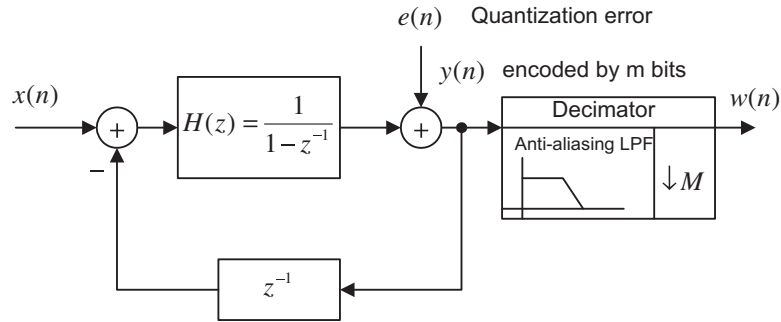 e(n) Quantization error
x(n)
y(n) encoded by m bits
w(n)
H(z) = 1 / (1 − z⁻¹)
+
+
−
Decimator
Anti-aliasing LPF
↓ M
z⁻¹